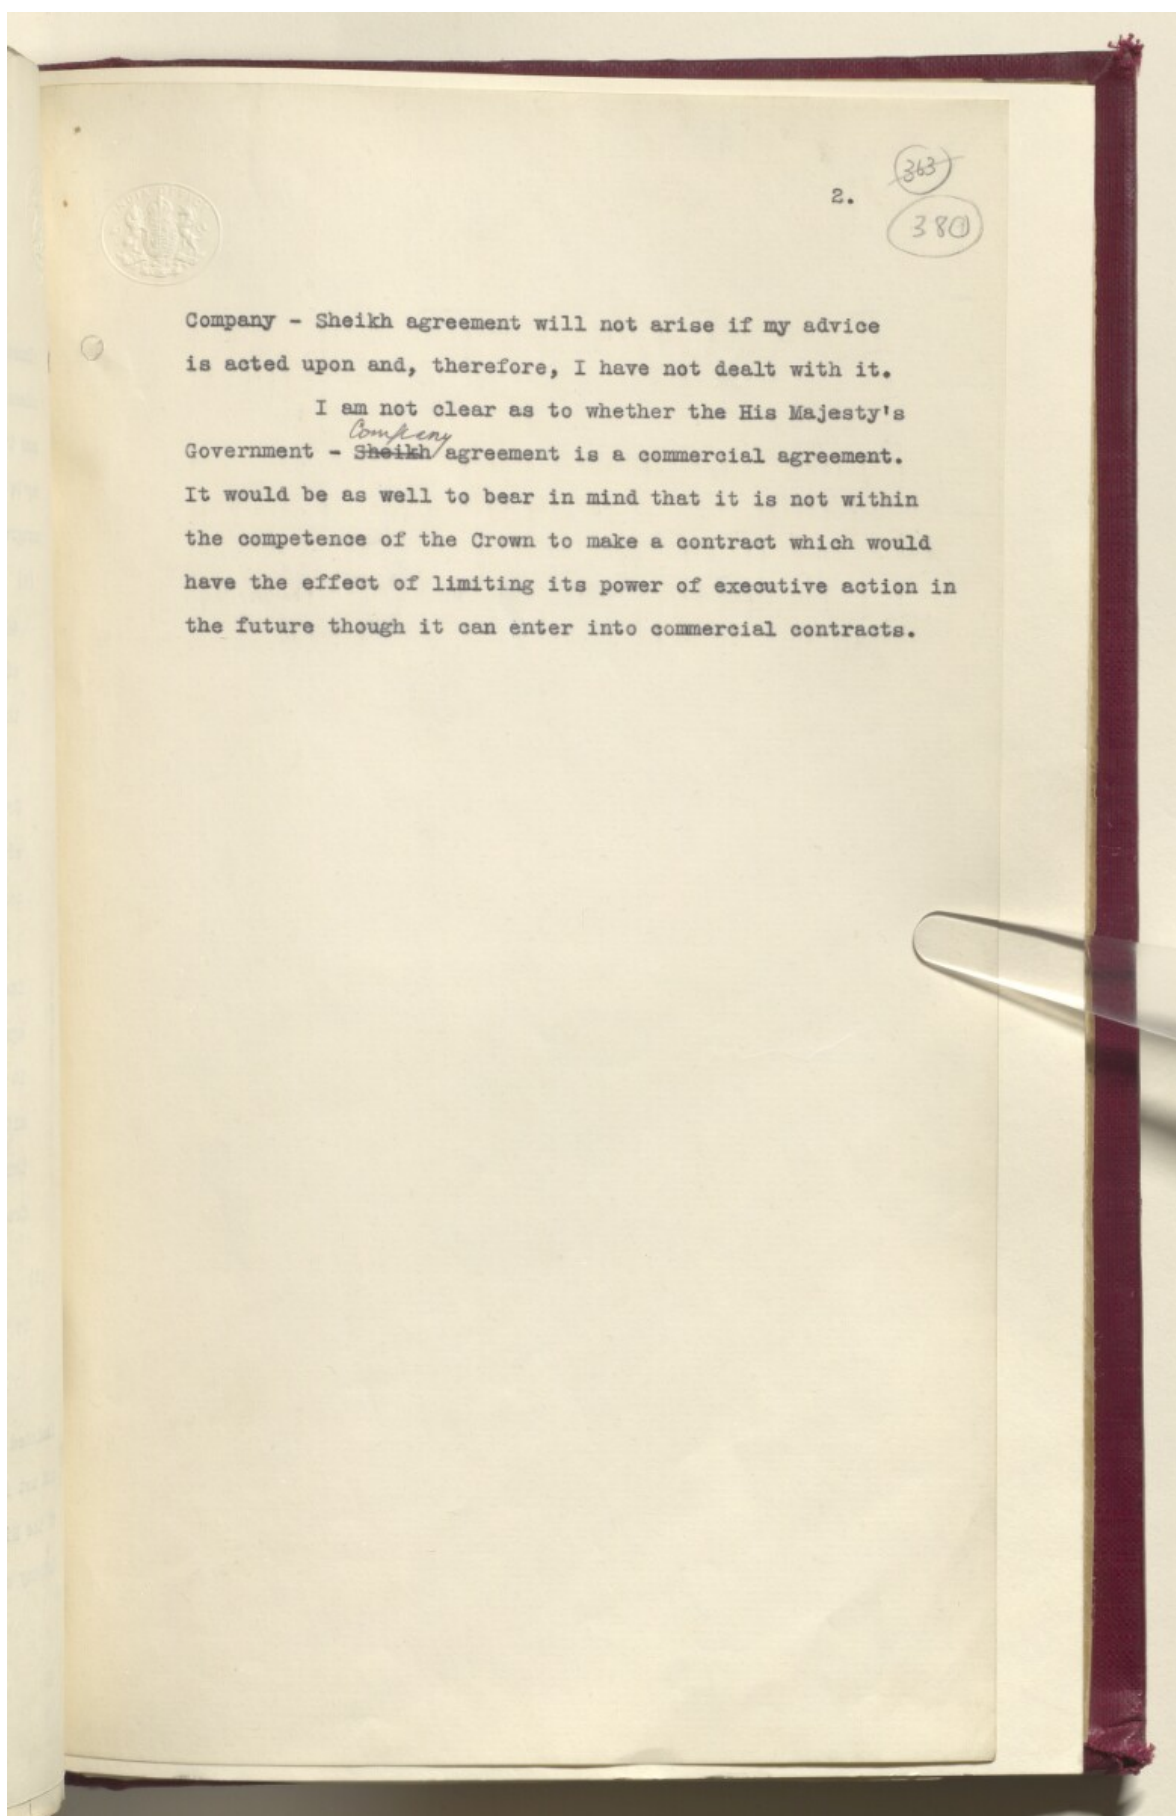 363
2.
380
Company - Sheikh agreement will not arise if my advice
is acted upon and, therefore, I have not dealt with it.
I am not clear as to whether the His Majesty's
Company
Government - Sheikh agreement is a commercial agreement.
It would be as well to bear in mind that it is not within
the competence of the Crown to make a contract which would
have the effect of limiting its power of executive action in
the future though it can enter into commercial contracts.